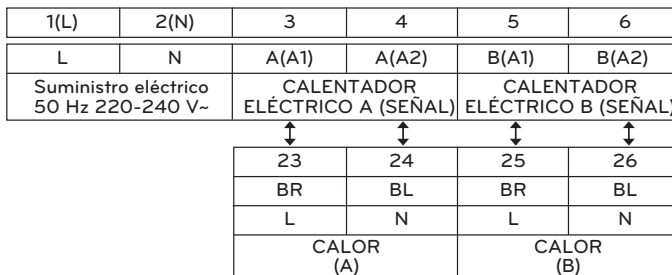 1(L) 2(N) 3 4 5 6
L N A(A1) A(A2) B(A1) B(A2)
Suministro eléctrico CALENTADOR CALENTADOR
50 Hz 220-240 V~ ELÉCTRICO A (SEÑAL) ELÉCTRICO B (SEÑAL)
23 24 25 26
BR BL BR BL
L N L N
CALOR CALOR
(A) (B)